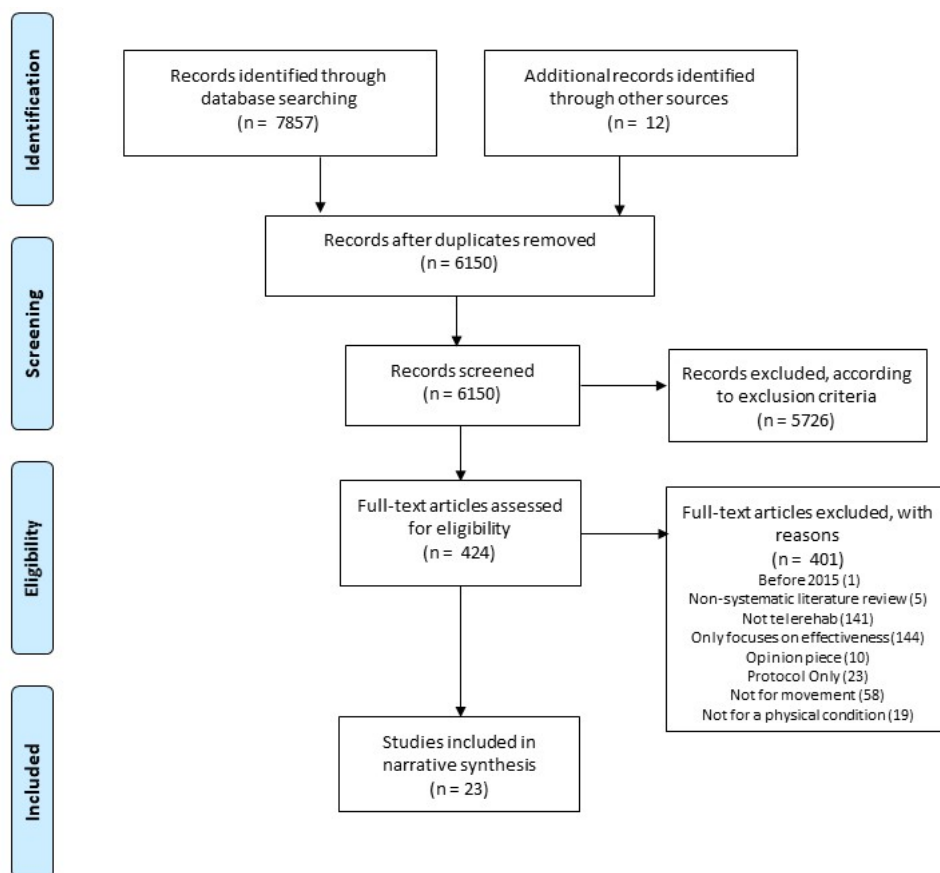 Identification
Records identified through
database searching
(n = 7857)
Additional records identified
through other sources
(n = 12)
Records after duplicates removed
(n = 6150)
Screening
Records screened
(n = 6150)
Records excluded, according
to exclusion criteria
(n = 5726)
Eligibility
Full-text articles assessed
for eligibility
(n = 424)
Full-text articles excluded, with
reasons
(n = 401)
Before 2015 (1)
Non-systematic literature review (5)
Not telerehab (141)
Only focuses on effectiveness (144)
Opinion piece (10)
Protocol Only (23)
Not for movement (58)
Not for a physical condition (19)
Included
Studies included in
narrative synthesis
(n = 23)